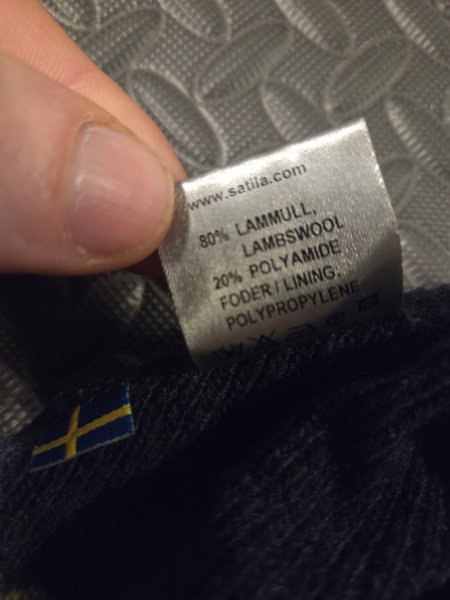 www.satila.com
80% LAMMULL,
LAMBSWOOL
20% POLYAMIDE
FODER / LINING:
POLYPROPYLENE